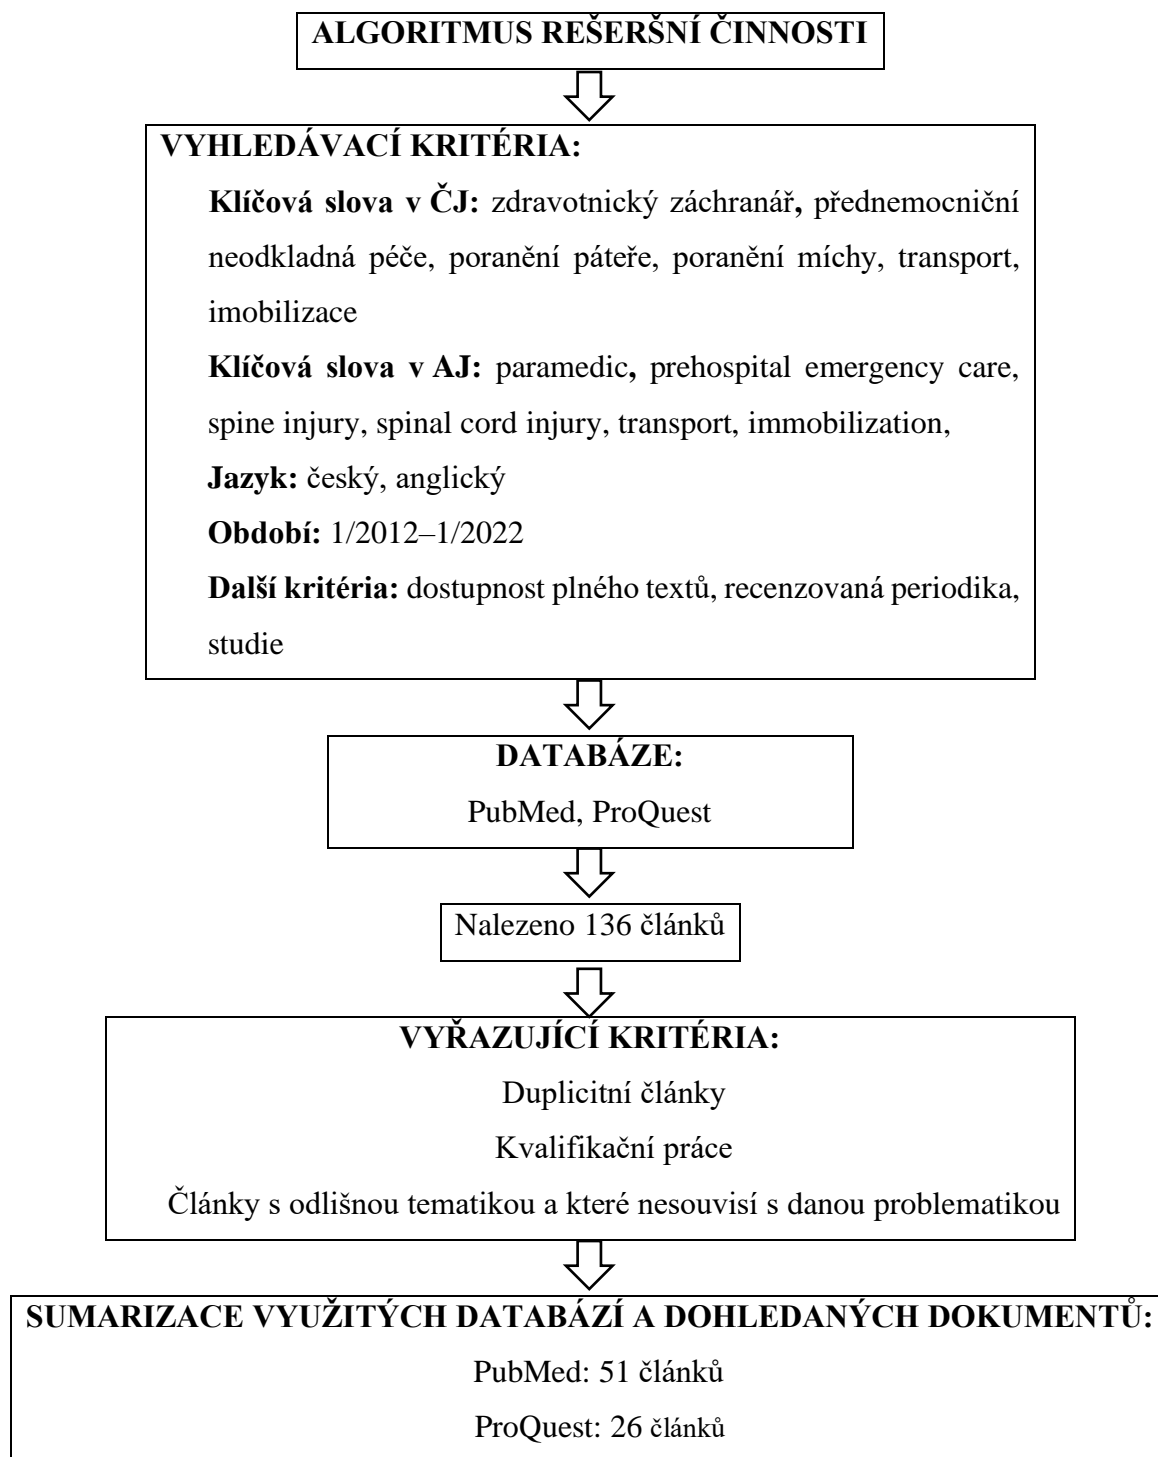 ALGORITMUS REŠERŠNÍ ČINNOSTI
VYHLEDÁVACÍ KRITÉRIA:
Klíčová slova v ČJ: zdravotnický záchranář, přednemocniční
neodkladná péče, poranění páteře, poranění míchy, transport,
imobilizace
Klíčová slova v AJ: paramedic, prehospital emergency care,
spine injury, spinal cord injury, transport, immobilization,
Jazyk: český, anglický
Období: 1/2012–1/2022
Další kritéria: dostupnost plného textů, recenzovaná periodika,
studie
DATABÁZE:
PubMed, ProQuest
Nalezeno 136 článků
VYŘAZUJÍCÍ KRITÉRIA:
Duplicitní články
Kvalifikační práce
Články s odlišnou tematikou a které nesouvisí s danou problematikou
SUMARIZACE VYUŽITÝCH DATABÁZÍ A DOHLEDANÝCH DOKUMENTŮ:
PubMed: 51 článků
ProQuest: 26 článků